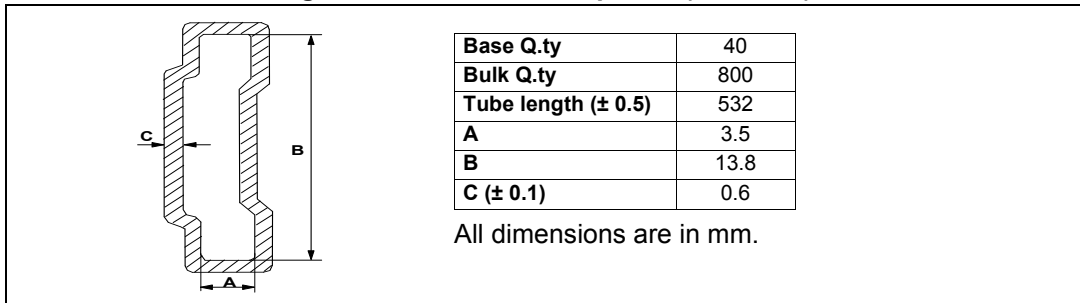 C
B
A
Base Q.ty 40
Bulk Q.ty 800
Tube length (± 0.5) 532
A 3.5
B 13.8
C (± 0.1) 0.6
All dimensions are in mm.